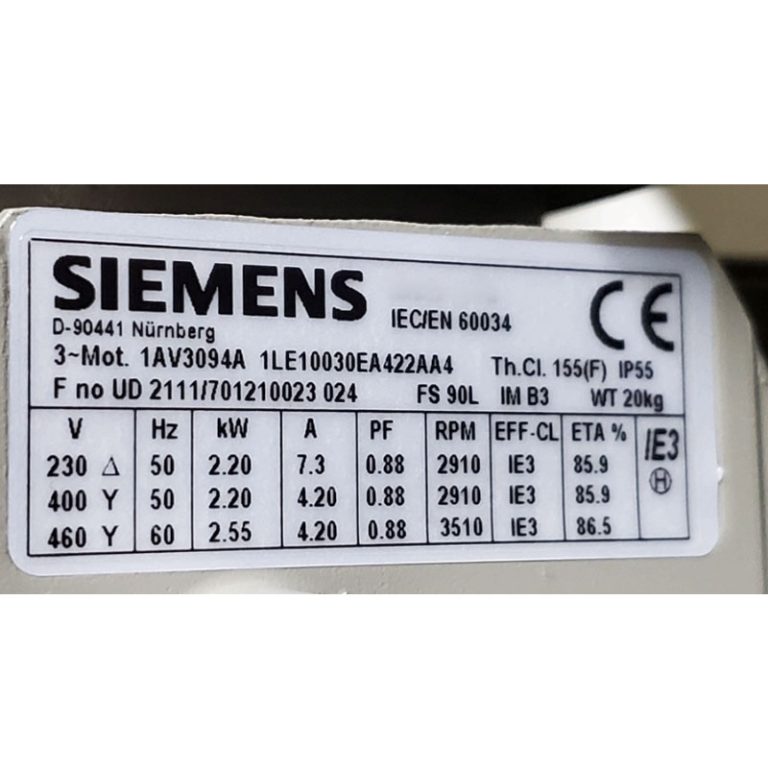 SIEMENS
D-90441 Nürnberg
IEC/EN 60034
CE
3~Mot. 1AV3094A 1LE10030EA422AA4 Th.Cl. 155(F) IP55
F no UD 2111/701210023 024 FS 90L IM B3 WT 20kg
V Hz kW A PF RPM EFF-CL ETA % IE3
230 Δ 50 2.20 7.3 0.88 2910 IE3 85.9
400 Y 50 2.20 4.20 0.88 2910 IE3 85.9 H
460 Y 60 2.55 4.20 0.88 3510 IE3 86.5